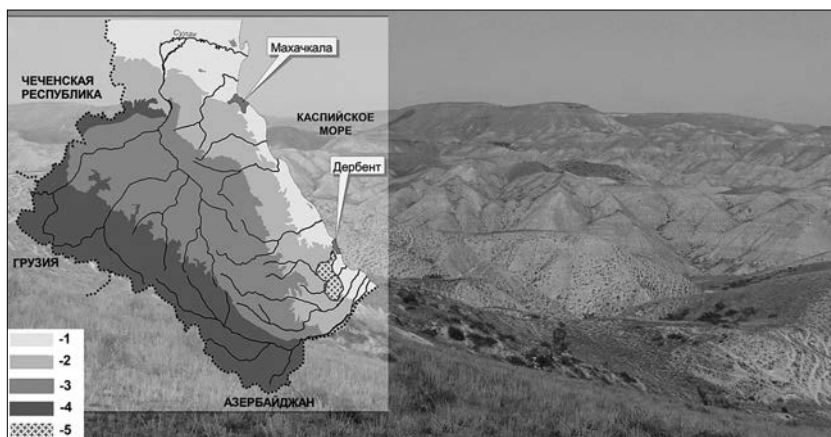 Сулак
Махачкала
ЧЕЧЕНСКАЯ
РЕСПУБЛИКА
КАСПИЙСКОЕ
МОРЕ
Дербент
ГРУЗИЯ
-1
-2
-3
-4
-5
АЗЕРБАЙДЖАН